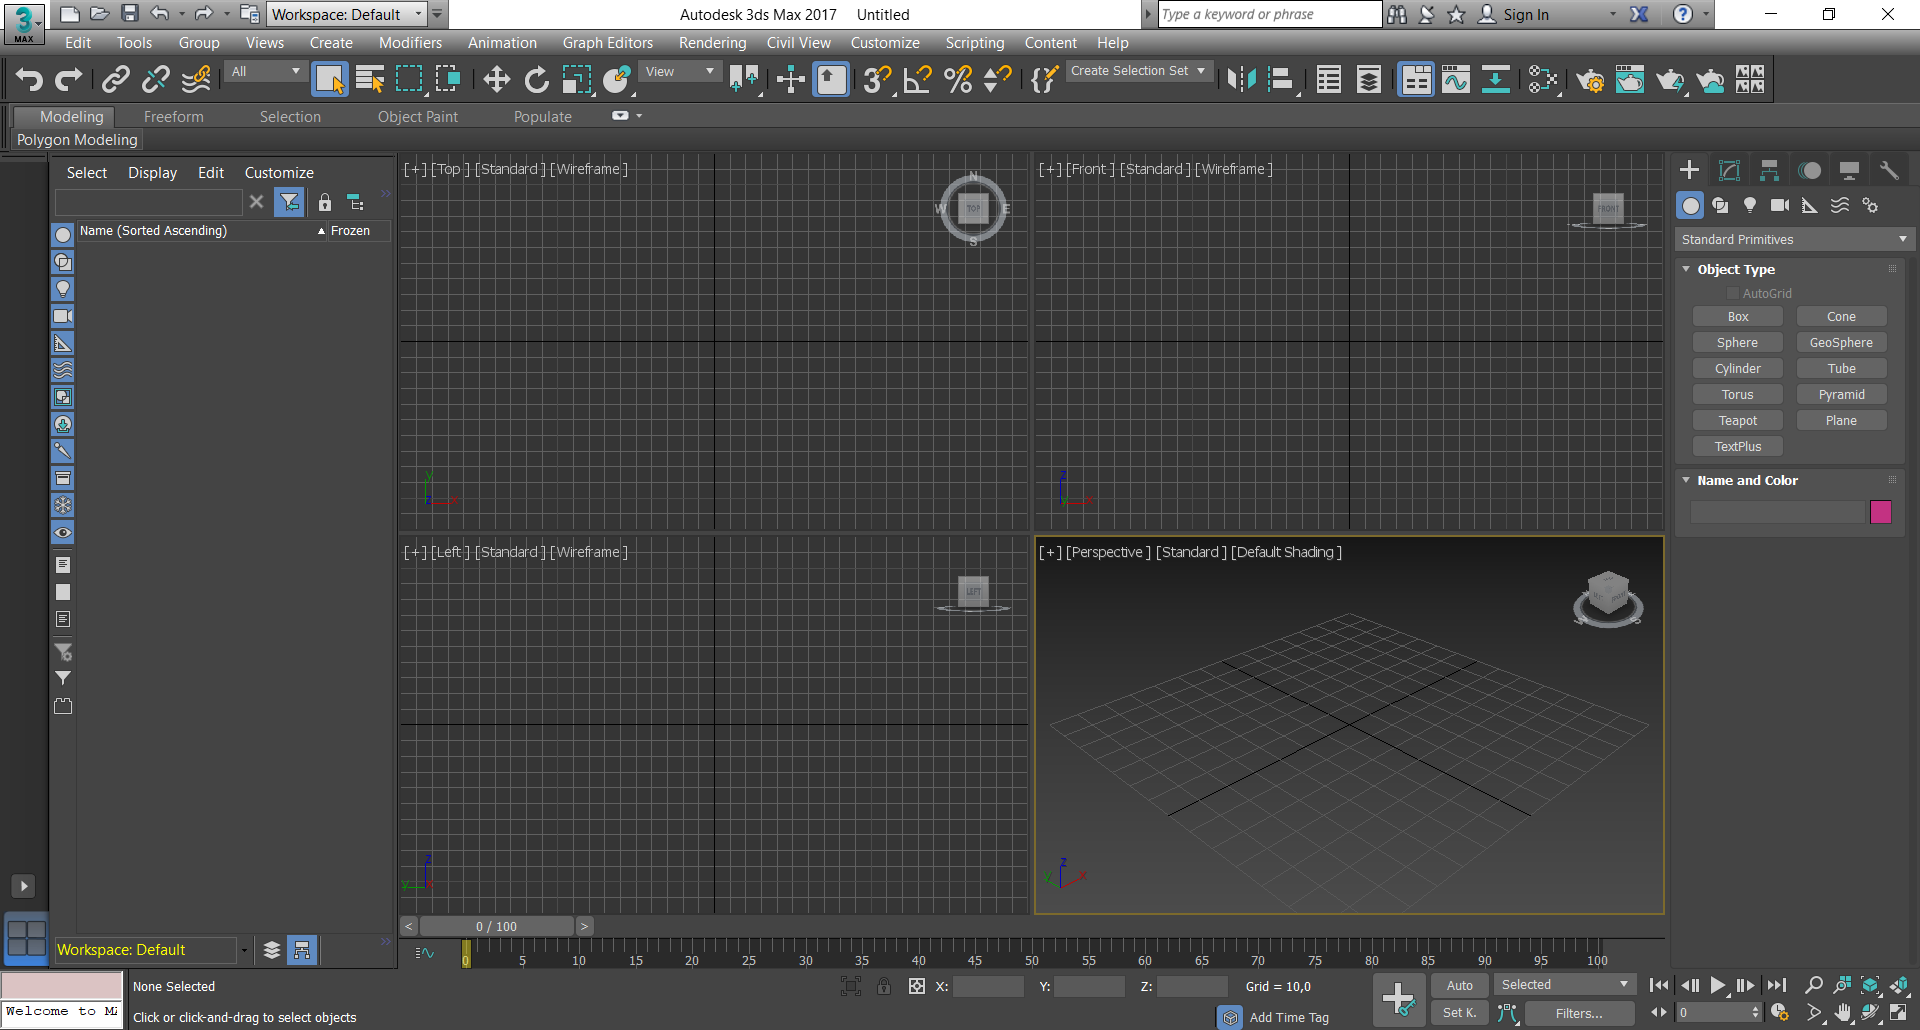 Workspace: Default
Autodesk 3ds Max 2017 Untitled
Type a keyword or phrase
Sign In
3
MAX
Edit Tools Group Views Create Modifiers Animation Graph Editors Rendering Civil View Customize Scripting Content Help
All
View
Create Selection Set
Modeling Freeform Selection Object Paint Populate
Polygon Modeling
Select Display Edit Customize
Name (Sorted Ascending) Frozen
[+] [Top ] [Standard ] [Wireframe ]
N
W TOP E
S
y
z x
[+] [Front ] [Standard ] [Wireframe ]
FRONT
z
y x
[+] [Left ] [Standard ] [Wireframe ]
LEFT
z
y x
[+] [Perspective ] [Standard ] [Default Shading ]
z
y x
Standard Primitives
Object Type
AutoGrid
Box Cone
Sphere GeoSphere
Cylinder Tube
Torus Pyramid
Teapot Plane
TextPlus
Name and Color
< 0 / 100 >
Workspace: Default
0 5 10 15 20 25 30 35 40 45 50 55 60 65 70 75 80 85 90 95 100
None Selected
X: Y: Z: Grid = 10,0
Auto Selected
Welcome to
Click or click-and-drag to select objects
Add Time Tag
Set K. Filters...
0